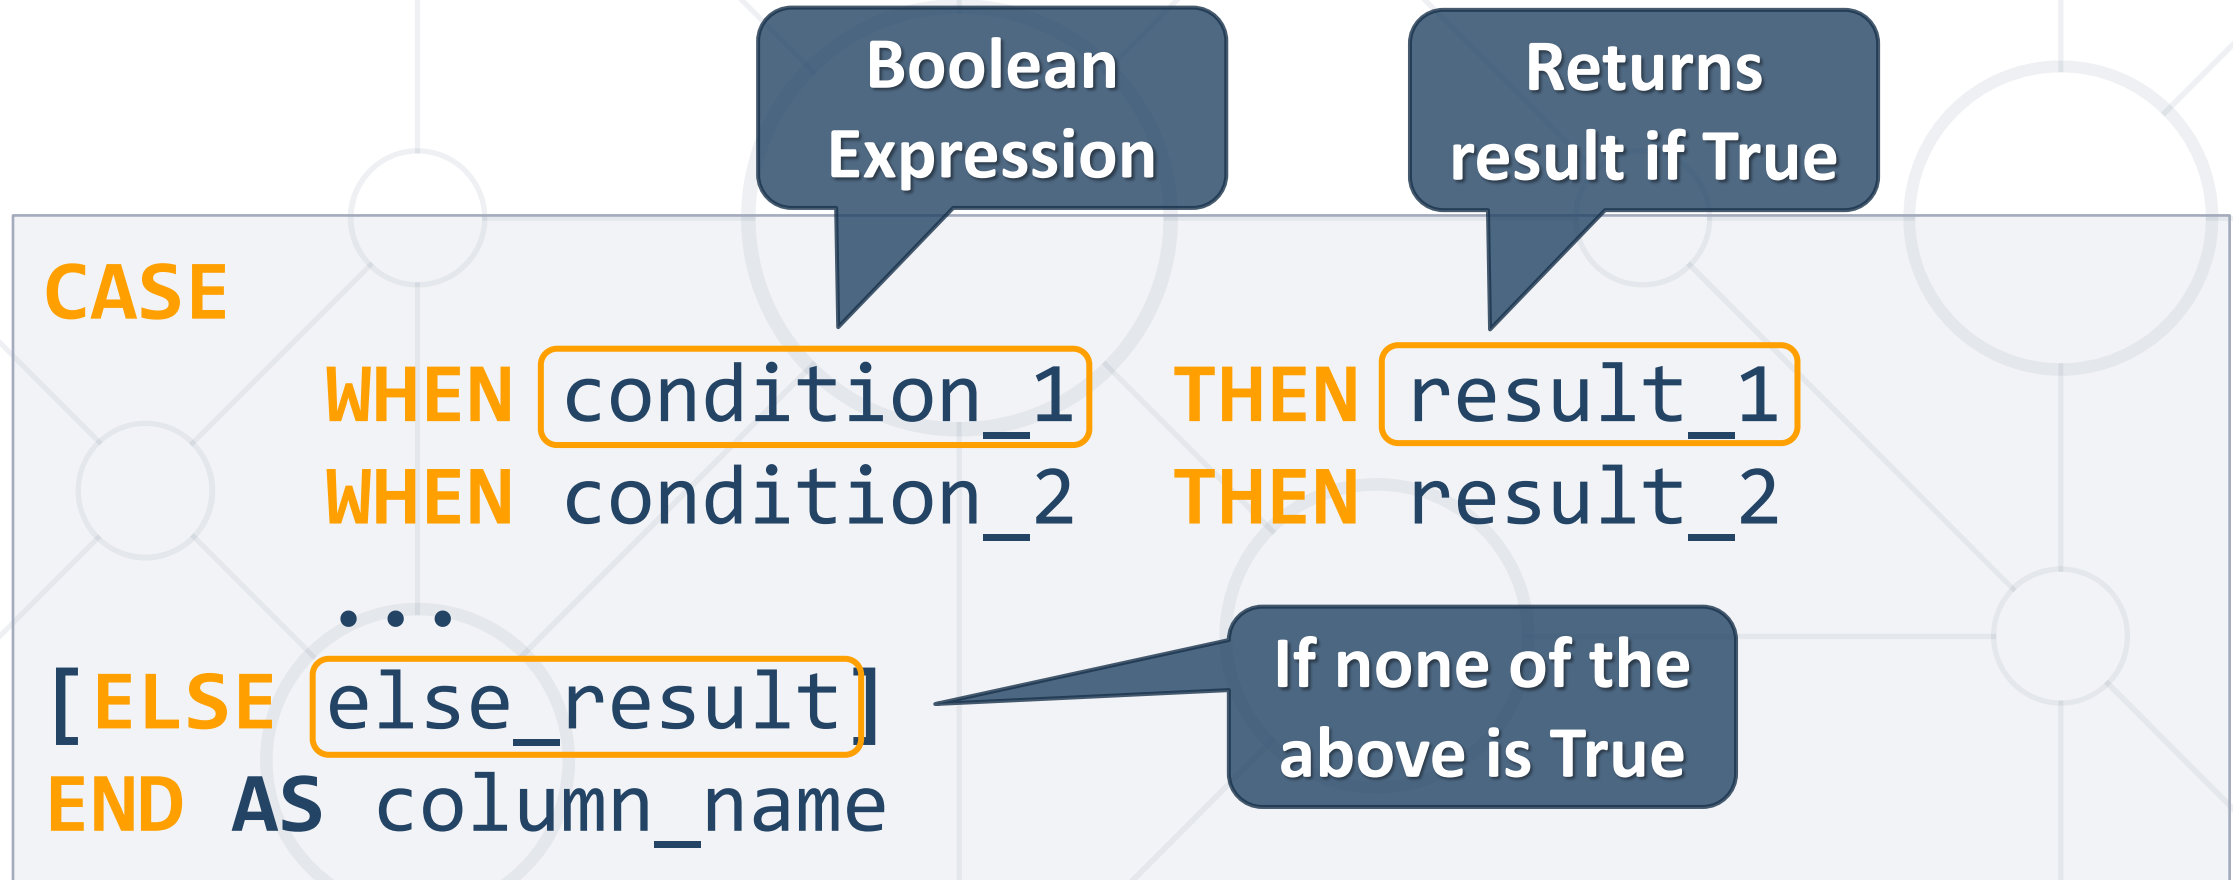 Boolean
Expression
Returns
result if True
CASE
WHEN condition_1 THEN result_1
WHEN condition_2 THEN result_2
...
[ELSE else_result]
If none of the
above is True
END AS column_name